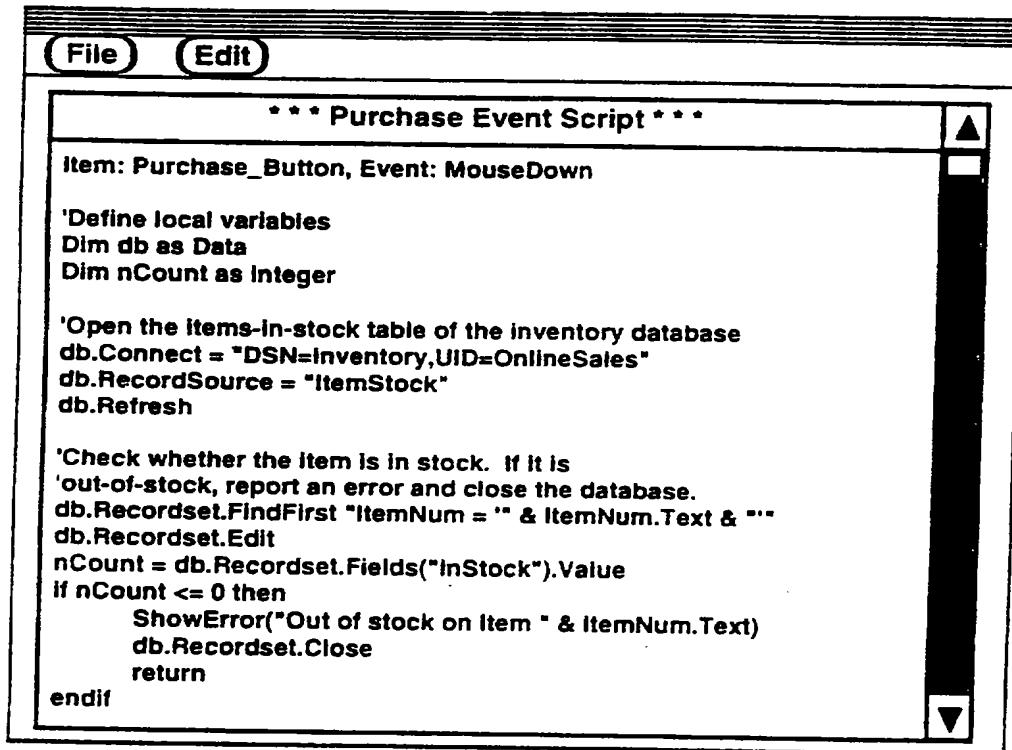 File Edit
* * * Purchase Event Script * * *
Item: Purchase_Button, Event: MouseDown
'Define local variables
Dim db as Data
Dim nCount as Integer
'Open the items-in-stock table of the inventory database
db.Connect = "DSN=Inventory,UID=OnlineSales"
db.RecordSource = "ItemStock"
db.Refresh
'Check whether the item is in stock.  If it is
'out-of-stock, report an error and close the database.
db.Recordset.FindFirst "ItemNum = '" & ItemNum.Text & "'"
db.Recordset.Edit
nCount = db.Recordset.Fields("InStock").Value
if nCount <= 0 then
ShowError("Out of stock on Item " & ItemNum.Text)
db.Recordset.Close
return
endif